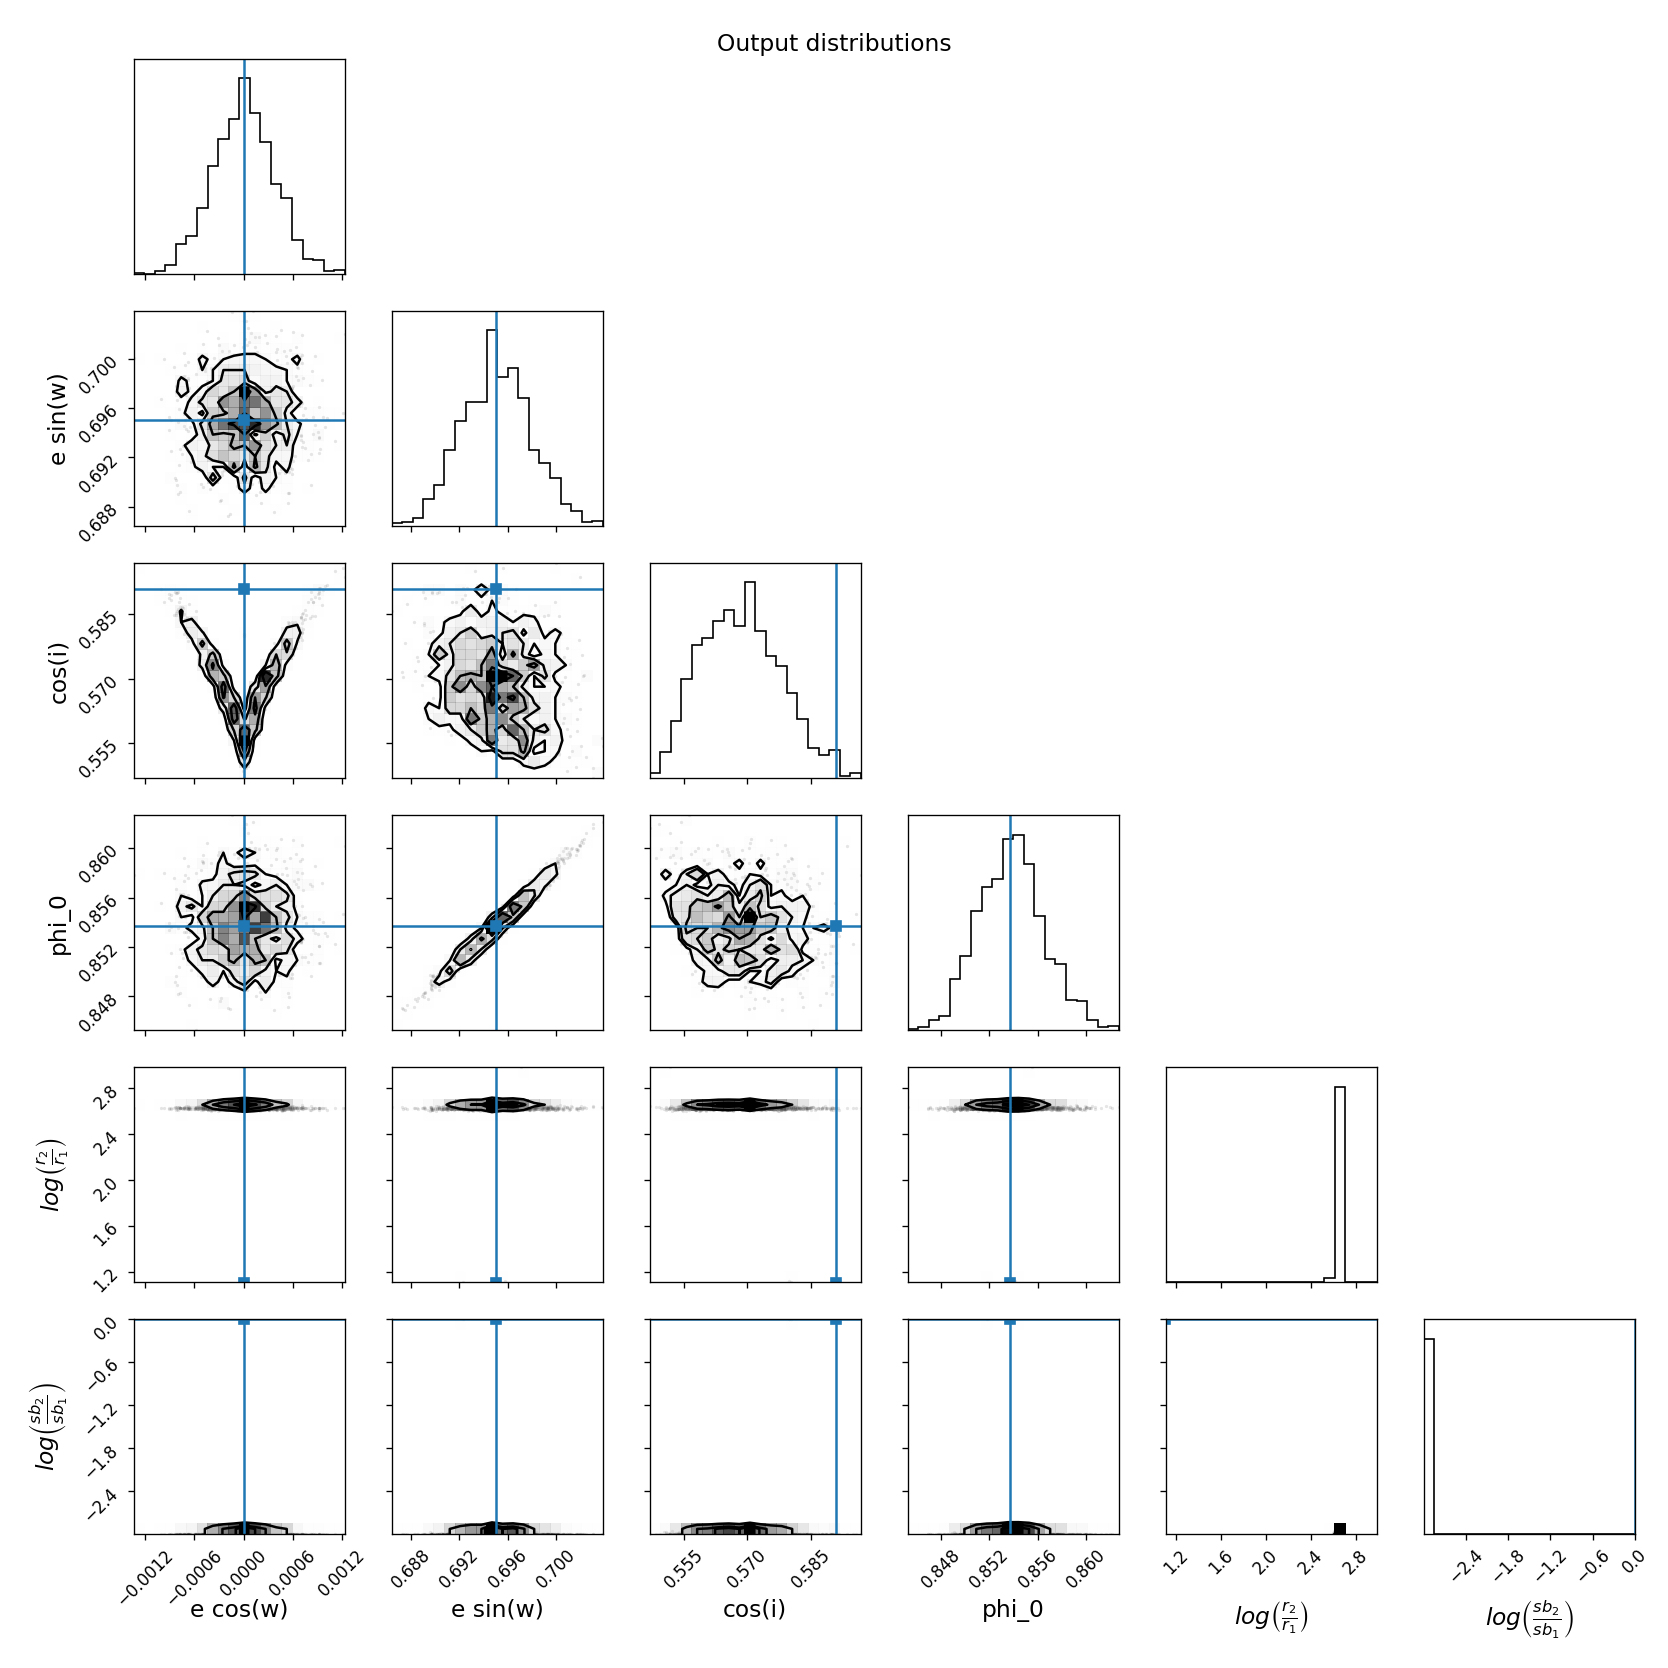 Output distributions
e sin(w)
0.700
0.696
0.692
0.688
cos(i)
0.585
0.570
0.555
phi_0
0.860
0.856
0.852
0.848
log(r₂/r₁)
2.8
2.4
2.0
1.6
1.2
log(sb₂/sb₁)
0.0
−0.6
−1.2
−1.8
−2.4
−0.0012 −0.0006 0.0000 0.0006 0.0012
0.688 0.692 0.696 0.700
0.555 0.570 0.585
0.848 0.852 0.856 0.860
1.2 1.6 2.0 2.4 2.8
−2.4 −1.8 −1.2 −0.6 0.0
e cos(w)
e sin(w)
cos(i)
phi_0
log(r₂/r₁)
log(sb₂/sb₁)